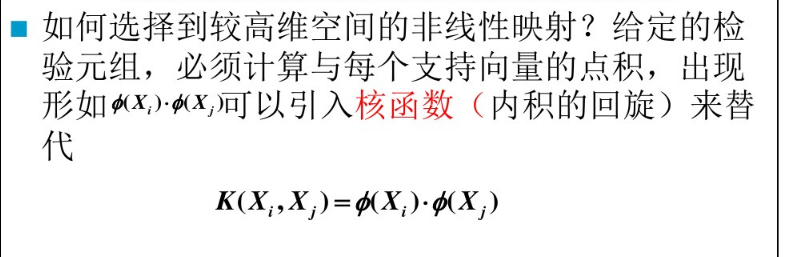 如何选择到较高维空间的非线性映射？给定的检
验元组，必须计算与每个支持向量的点积，出现
形如ϕ(Xᵢ)·ϕ(Xⱼ)可以引入核函数（内积的回旋）来替
代
K(Xᵢ,Xⱼ)=ϕ(Xᵢ)·ϕ(Xⱼ)